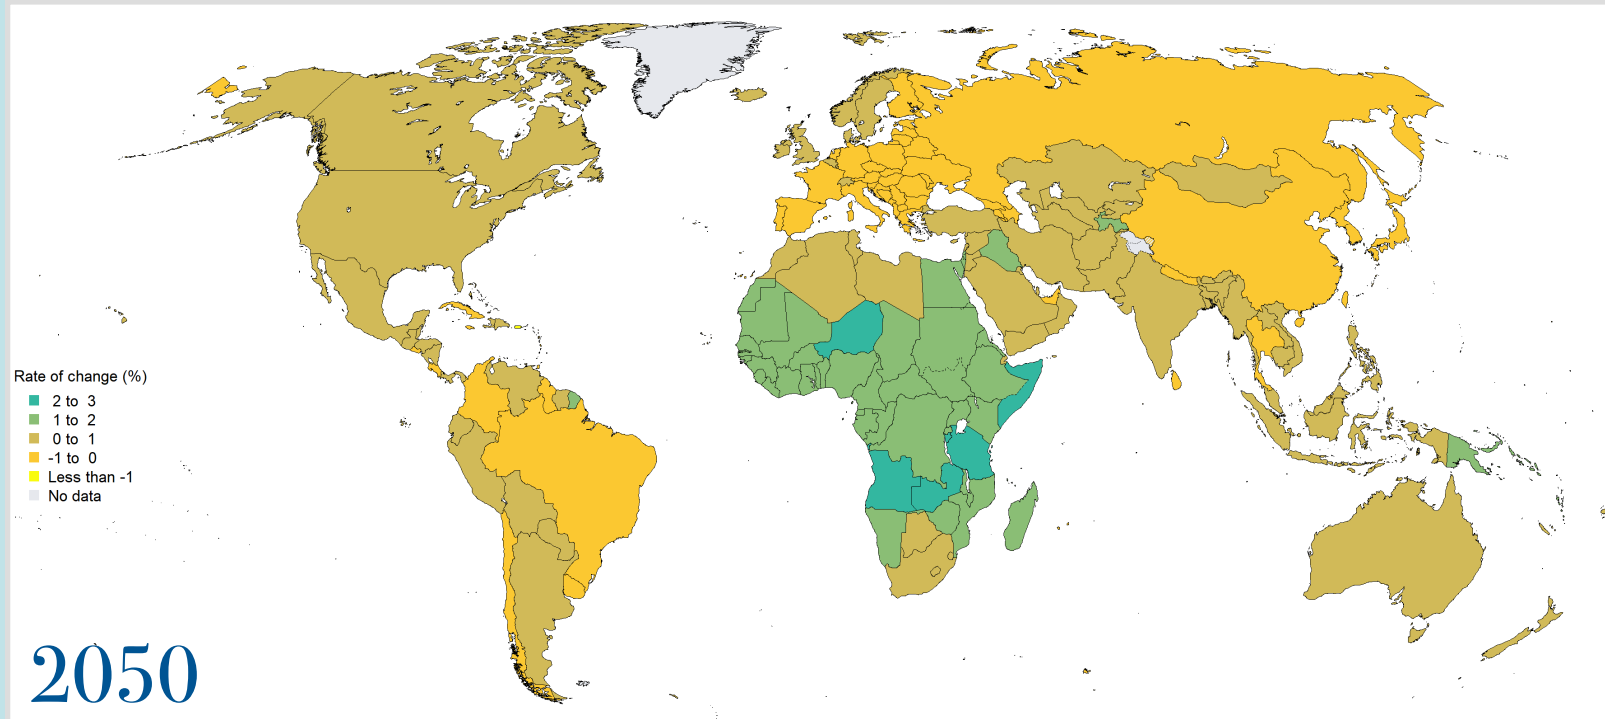 Rate of change (%)
2 to 3
1 to 2
0 to 1
-1 to 0
Less than -1
No data
2050